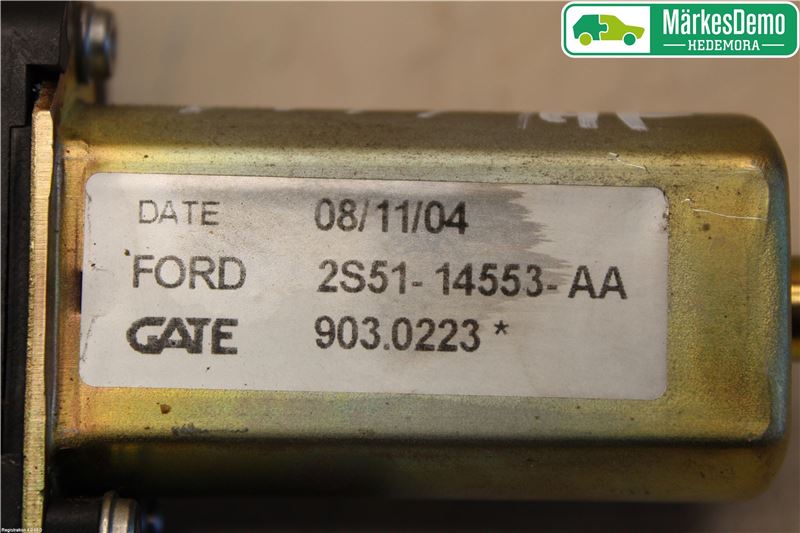 MärkesDemo
HEDEMORA
DATE 08/11/04
FORD 2S51-14553-AA
GATE 903.0223 *